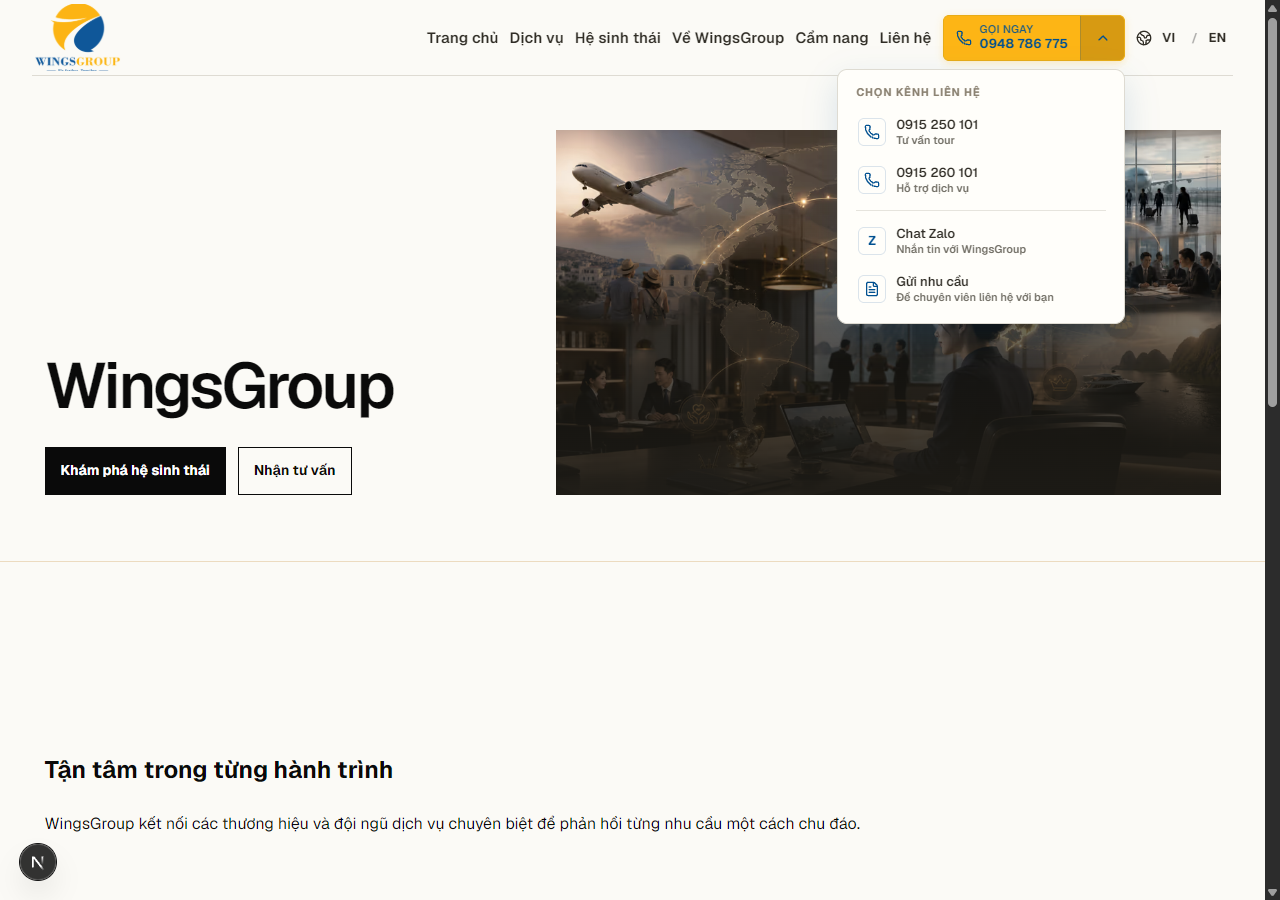 WINGSGROUP
Trang chủ Dịch vụ Hệ sinh thái Về WingsGroup Cẩm nang Liên hệ
GỌI NGAY
0948 786 775
VI / EN
CHỌN KÊNH LIÊN HỆ
0915 250 101
Tư vấn tour
0915 260 101
Hỗ trợ dịch vụ
Z
Chat Zalo
Nhắn tin với WingsGroup
Gửi nhu cầu
Để chuyên viên liên hệ với bạn
WingsGroup
Khám phá hệ sinh thái
Nhận tư vấn
Tận tâm trong từng hành trình
WingsGroup kết nối các thương hiệu và đội ngũ dịch vụ chuyên biệt để phản hồi từng nhu cầu một cách chu đáo.
N